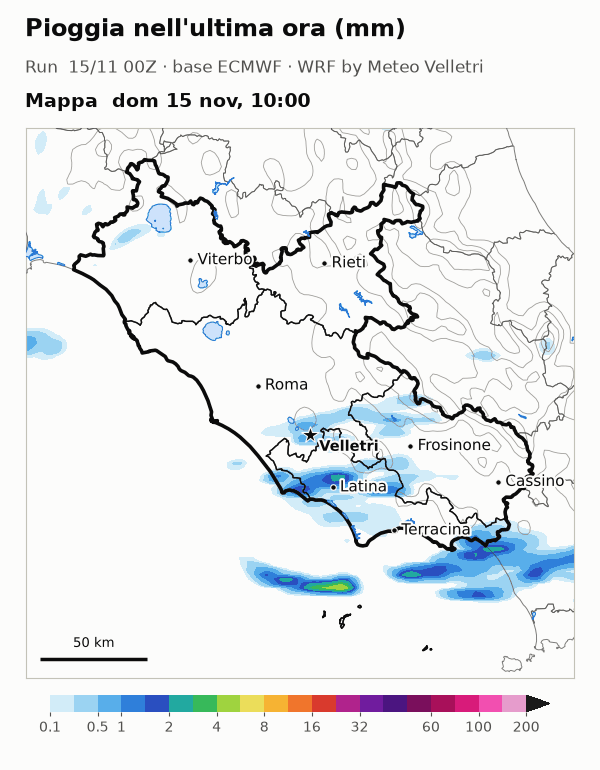 Pioggia nell'ultima ora (mm)
Run  15/11 00Z · base ECMWF · WRF by Meteo Velletri
Mappa  dom 15 nov, 10:00
Viterbo
Rieti
Roma
Velletri
Frosinone
Latina
Cassino
Terracina
50 km
0.1 0.5 1 2 4 8 16 32 60 100 200